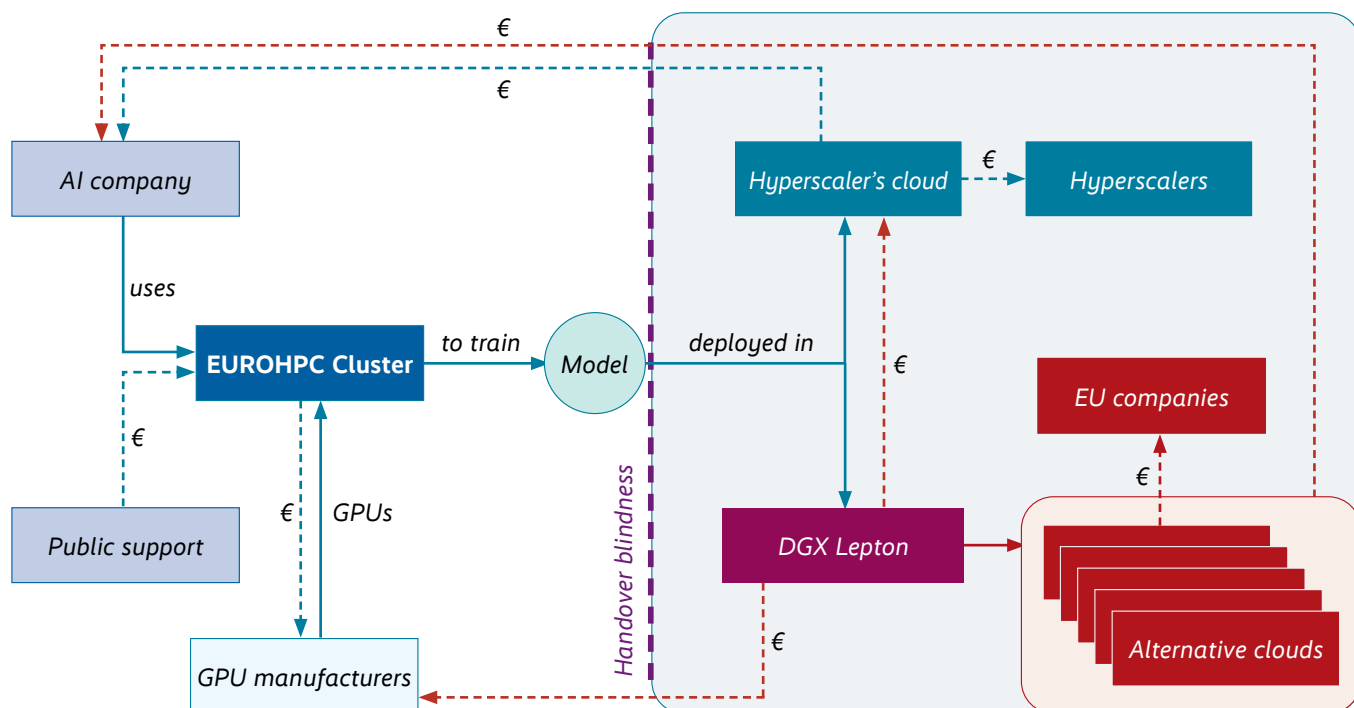 €
€
AI company
Hyperscaler's cloud
€
Hyperscalers
uses
EUROHPC Cluster
to train
Model
deployed in
€
EU companies
€
€
Public support
€
GPUs
Handover blindness
DGX Lepton
€
Alternative clouds
GPU manufacturers